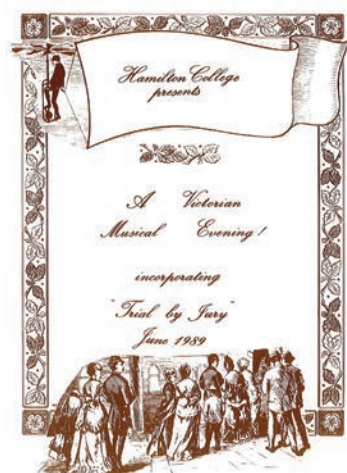 Hamilton College
presents
A Victorian
Musical Evening!
incorporating
"Trial by Jury"
June 1989